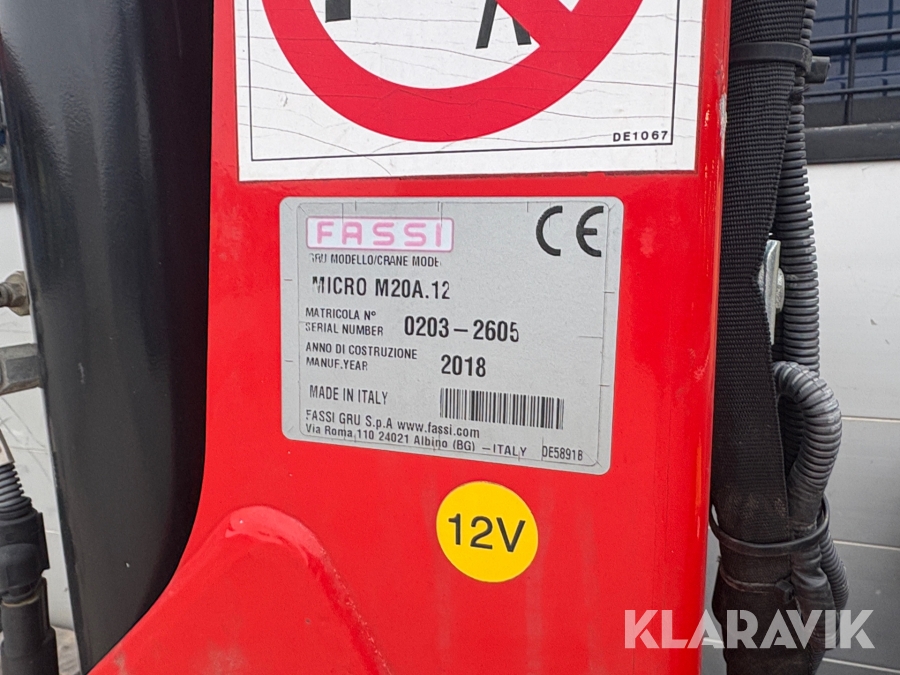 DE1067
FASSI
CE
GRU MODELLO/CRANE MODEL
MICRO M20A.12
MATRICOLA Nº
SERIAL NUMBER 0203-2605
ANNO DI COSTRUZIONE
MANUF.YEAR 2018
MADE IN ITALY
FASSI GRU S.p.A www.fassi.com
Via Roma,110 24021 Albino (BG) -ITALY
DE58918
12V
KLARAVIK